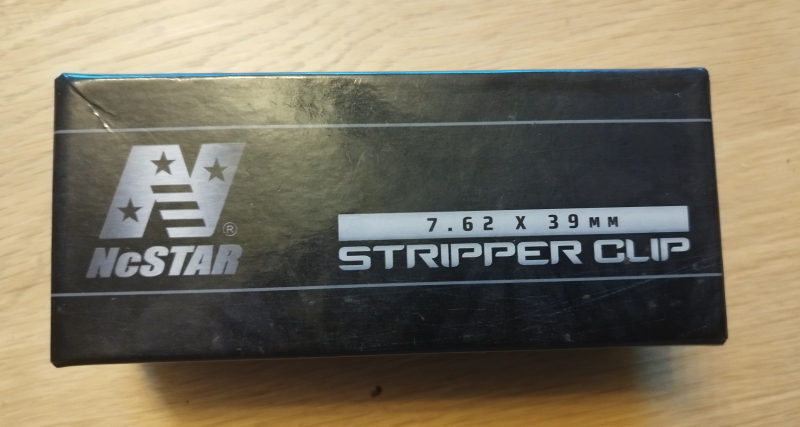 NcSTAR®
7.62 X 39MM
STRIPPER CLIP